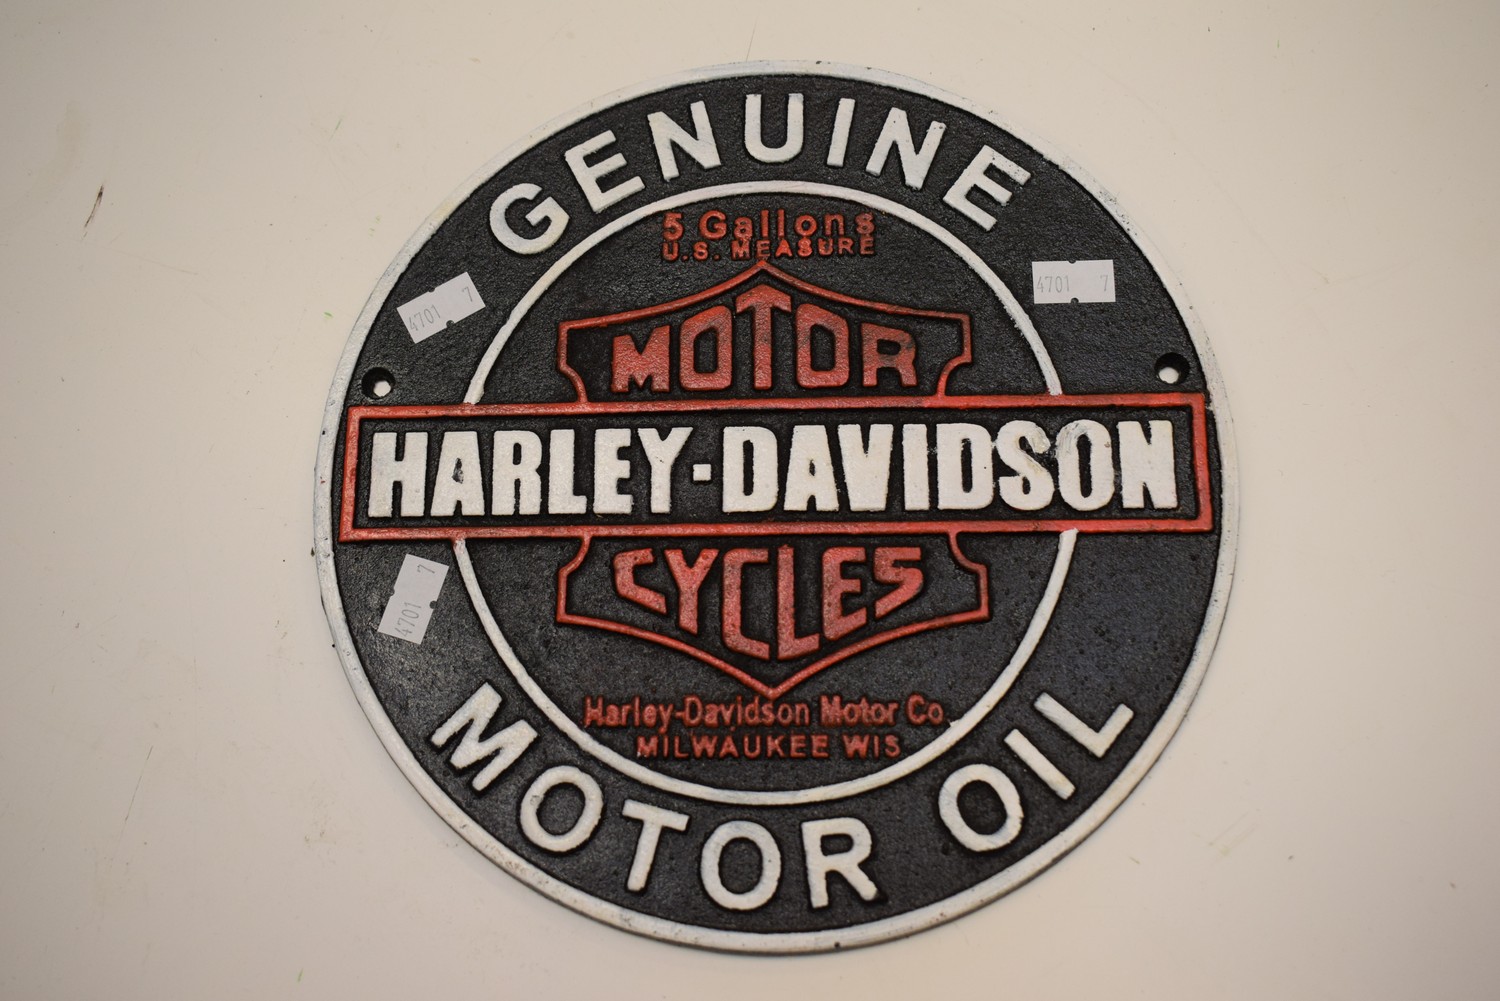 GENUINE
5 Gallons
U.S. MEASURE
4701 7
4701 7
MOTOR
HARLEY-DAVIDSON
CYCLES
4701 7
Harley-Davidson Motor Co.
MILWAUKEE WIS
MOTOR OIL